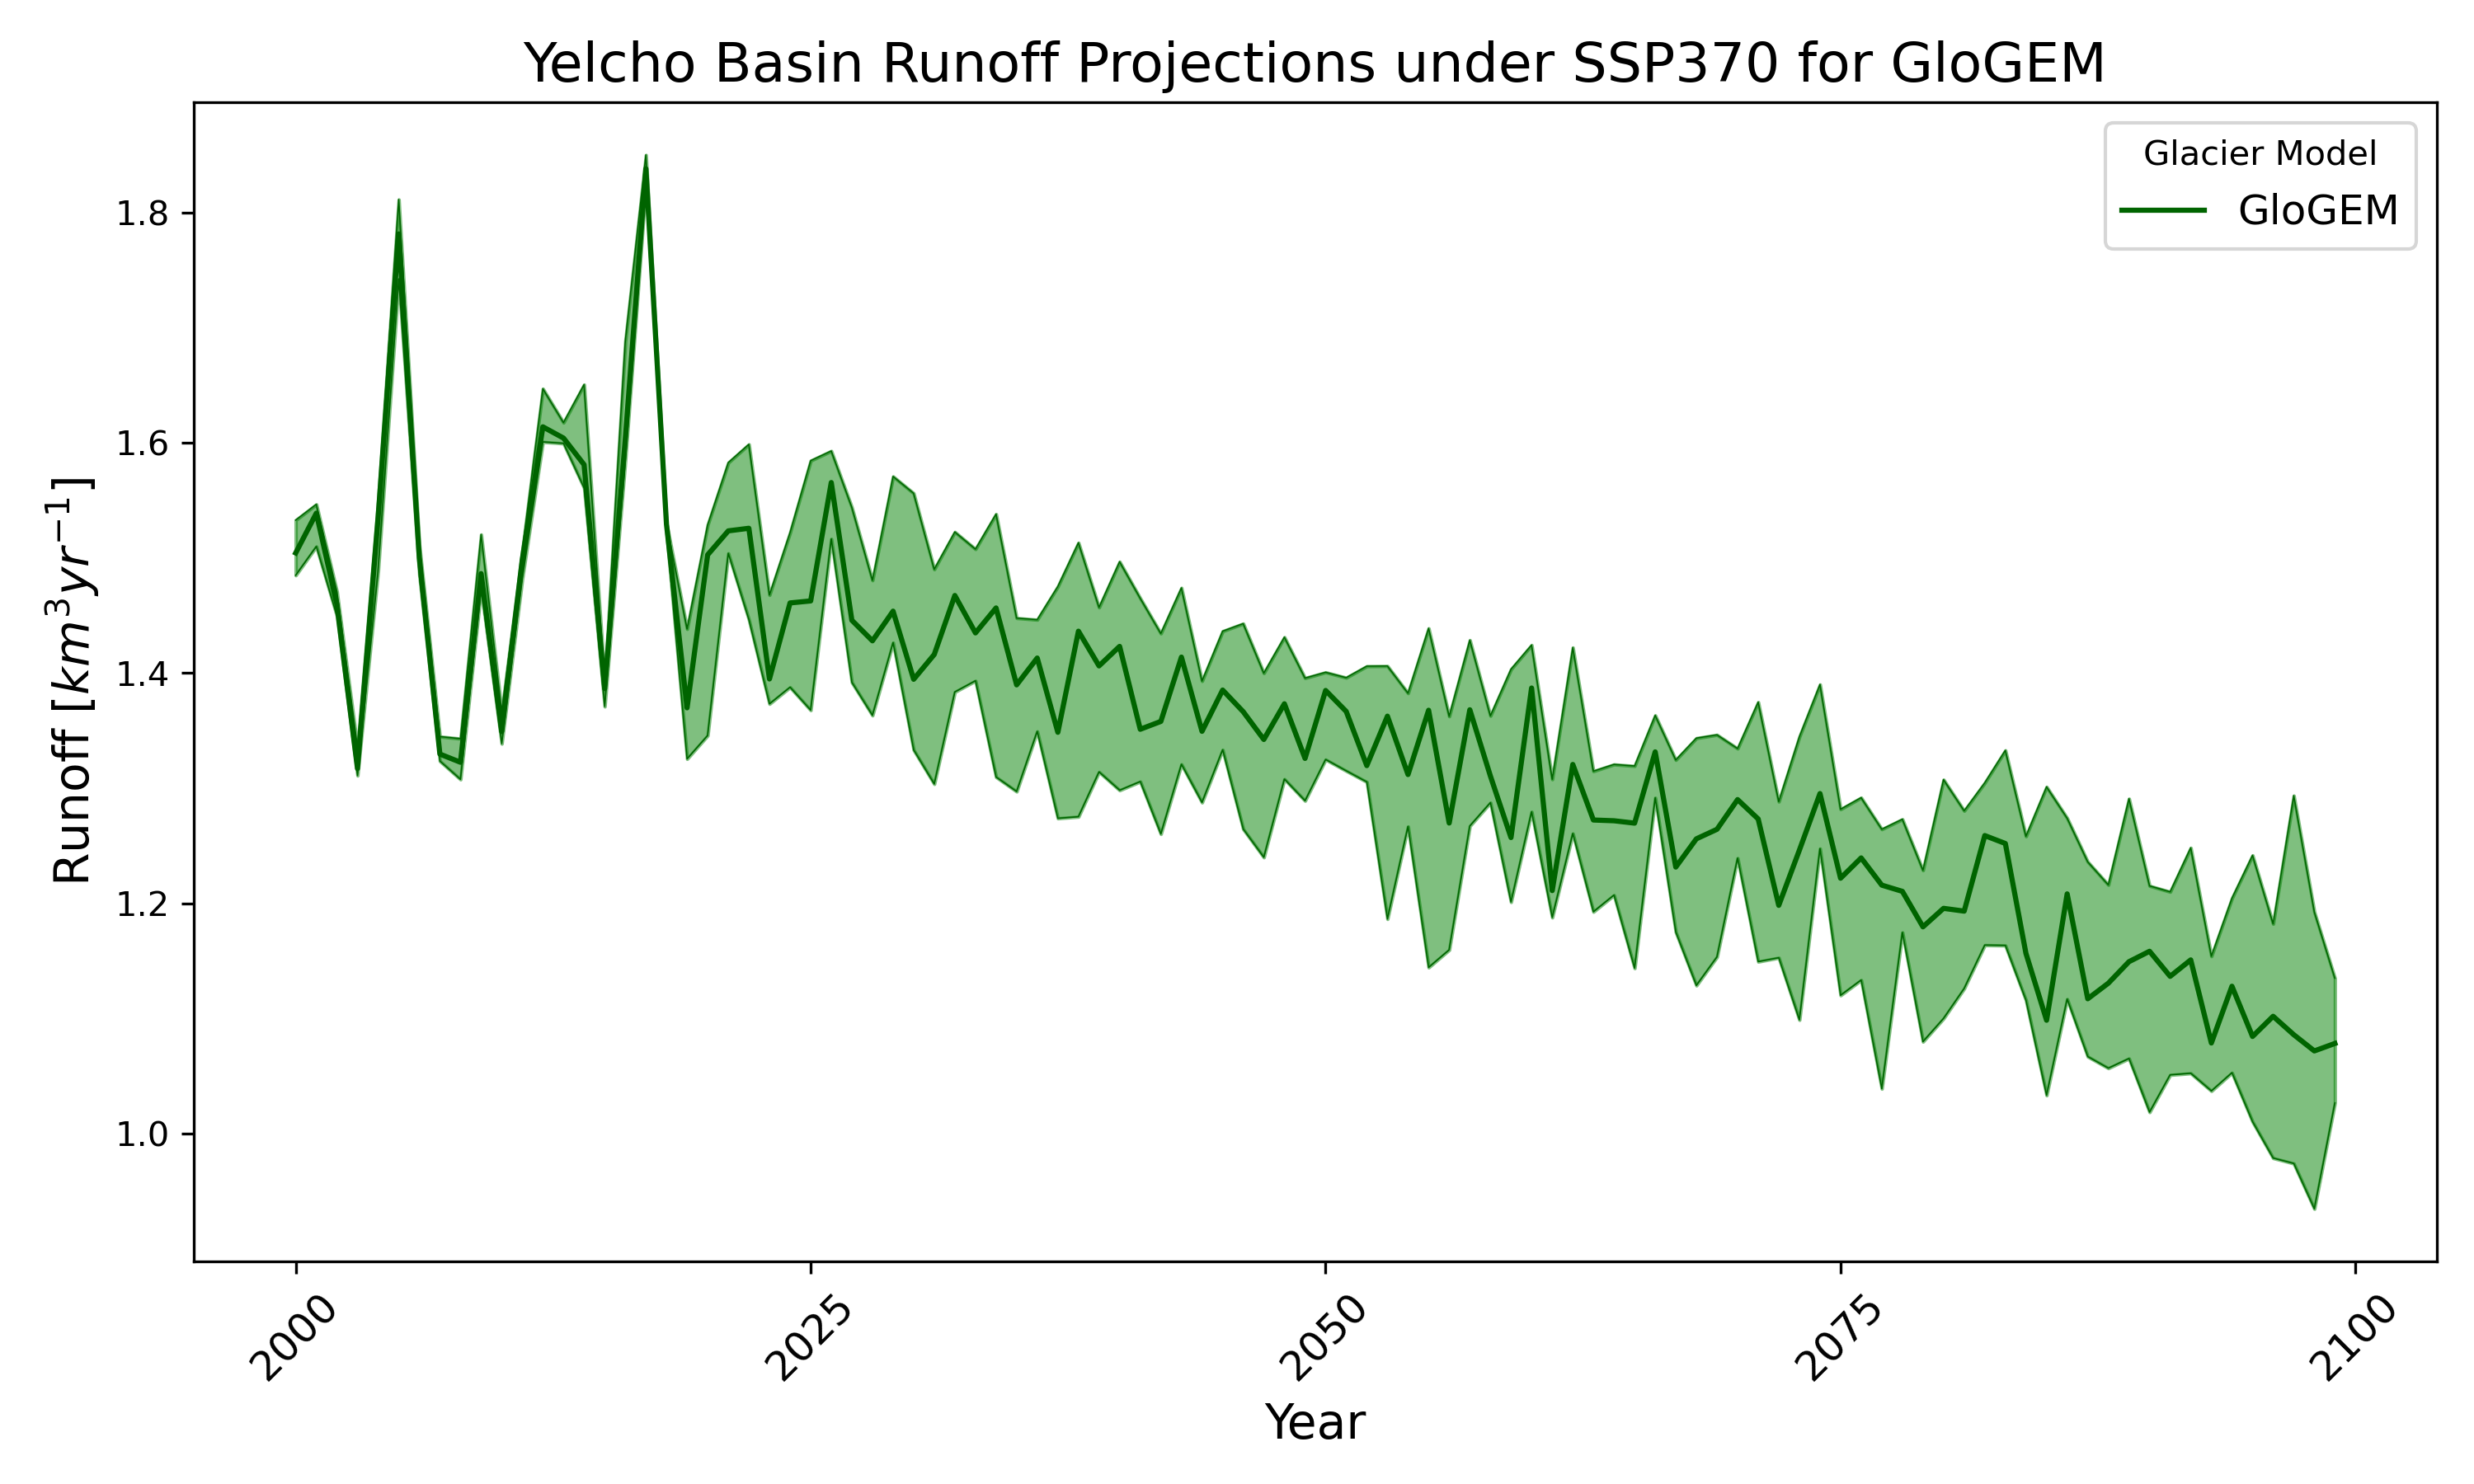 Yelcho Basin Runoff Projections under SSP370 for GloGEM
Glacier Model
GloGEM
Runoff [km³yr⁻¹]
1.8
1.6
1.4
1.2
1.0
2000
2025
2050
2075
2100
Year